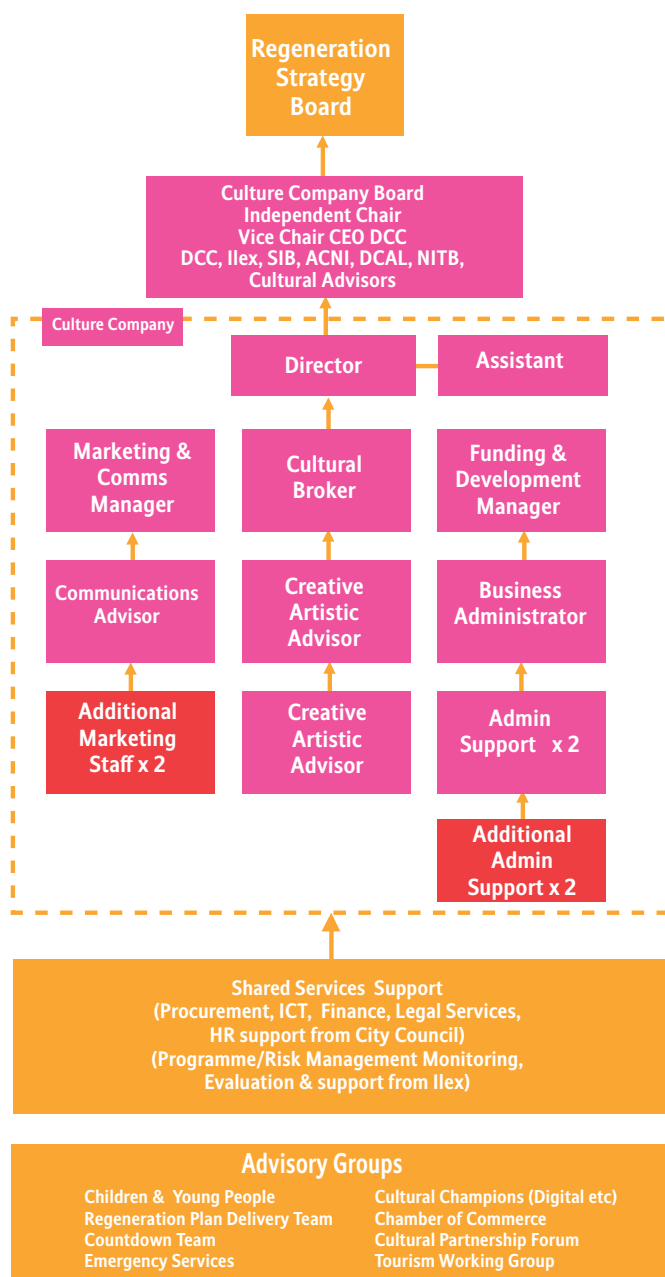 Regeneration
Strategy
Board
Culture Company Board
Independent Chair
Vice Chair CEO DCC
DCC, Ilex, SIB, ACNI, DCAL, NITB,
Cultural Advisors
Culture Company
Director
Assistant
Marketing &
Comms
Manager
Cultural
Broker
Funding &
Development
Manager
Communications
Advisor
Creative
Artistic
Advisor
Business
Administrator
Additional
Marketing
Staff x 2
Creative
Artistic
Advisor
Admin
Support x 2
Additional
Admin
Support x 2
Shared Services Support
(Procurement, ICT, Finance, Legal Services,
HR support from City Council)
(Programme/Risk Management Monitoring,
Evaluation & support from Ilex)
Advisory Groups
Children & Young People
Regeneration Plan Delivery Team
Countdown Team
Emergency Services
Cultural Champions (Digital etc)
Chamber of Commerce
Cultural Partnership Forum
Tourism Working Group